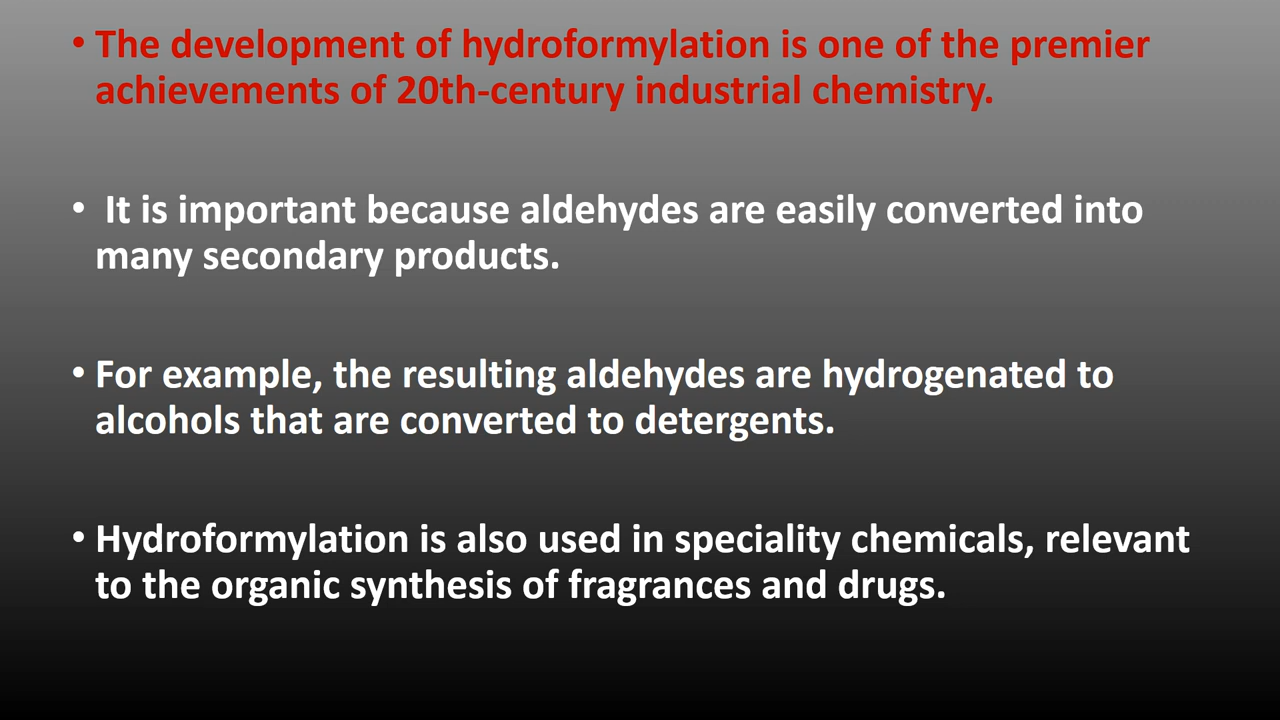 • The development of hydroformylation is one of the premier
achievements of 20th-century industrial chemistry.
• It is important because aldehydes are easily converted into
many secondary products.
• For example, the resulting aldehydes are hydrogenated to
alcohols that are converted to detergents.
• Hydroformylation is also used in speciality chemicals, relevant
to the organic synthesis of fragrances and drugs.